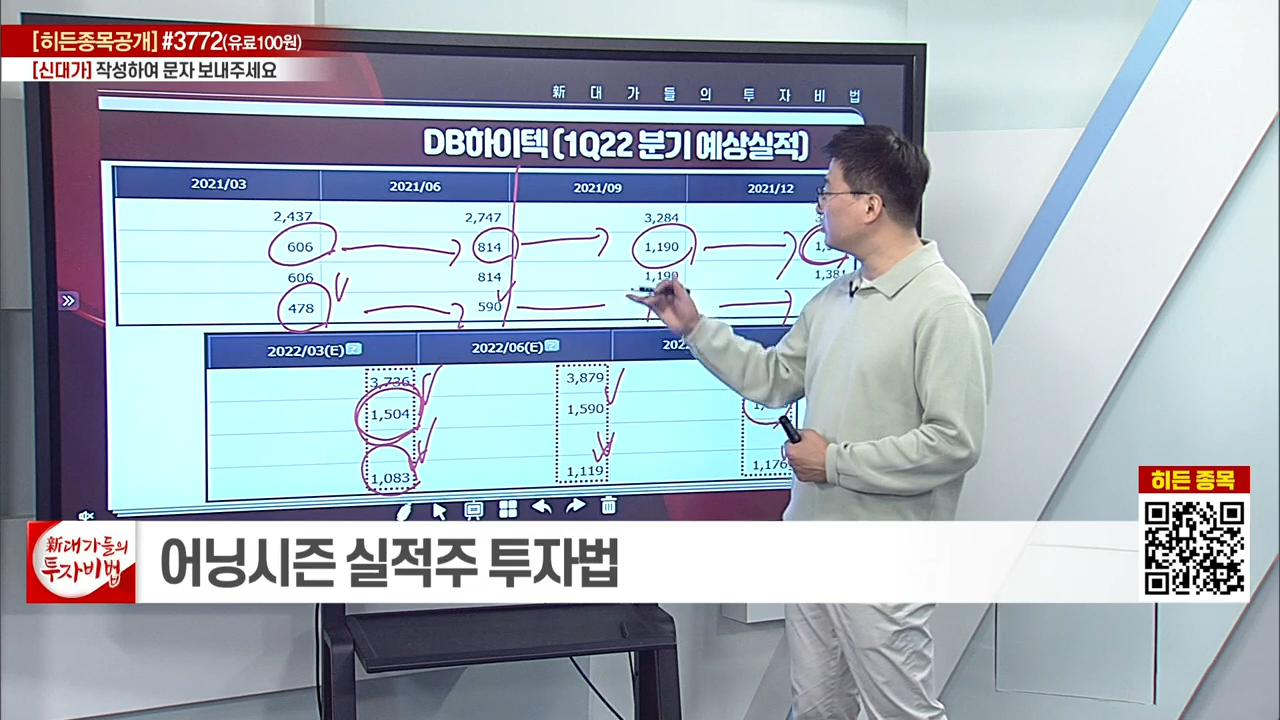 [히든종목공개] #3772(유료100원)
[신대가] 작성하여 문자 보내주세요
新 대 가 들 의 투 자 비 법
DB하이텍 (1Q22 분기 예상실적)
2021/03 2021/06 2021/09 2021/12
2,437 2,747 3,284
606 814 1,190
606 814 1,190 1,381
478 590
2022/03(E) 2022/06(E)
3,736 3,879
1,504 1,590
1,083 1,119 1,176
히든 종목
新대가들의
투자비법
어닝시즌 실적주 투자법